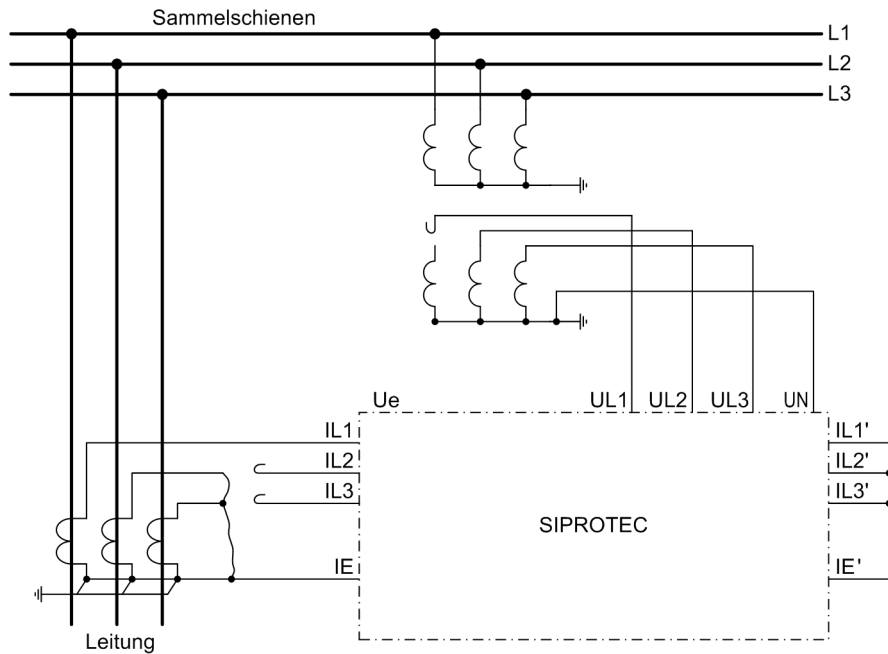 Sammelschienen
L1
L2
L3
Ue
UL1
UL2
UL3
UN
IL1
IL1'
IL2
IL2'
IL3
IL3'
SIPROTEC
IE
IE'
Leitung